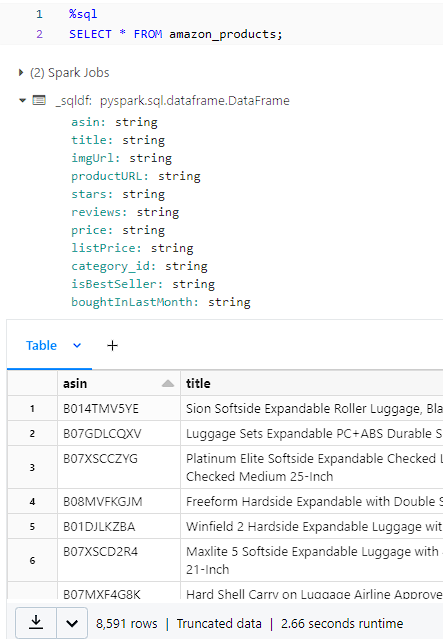 1 %sql
2 SELECT * FROM amazon_products;
(2) Spark Jobs
_sqldf: pyspark.sql.dataframe.DataFrame
asin: string
title: string
imgUrl: string
productURL: string
stars: string
reviews: string
price: string
listPrice: string
category_id: string
isBestSeller: string
boughtInLastMonth: string
Table +
asin title
1 B014TMV5YE Sion Softside Expandable Roller Luggage, Bla
2 B07GDLCQXV Luggage Sets Expandable PC+ABS Durable S
3 B07XSCCZYG Platinum Elite Softside Expandable Checked L
Checked Medium 25-Inch
4 B08MVFKGJM Freeform Hardside Expandable with Double S
5 B01DJLKZBA Winfield 2 Hardside Expandable Luggage wit
6 B07XSCD2R4 Maxlite 5 Softside Expandable Luggage with
21-Inch
B07MXF4G8K Hard Shell Carry on Luggage Airline Approve
8,591 rows | Truncated data | 2.66 seconds runtime